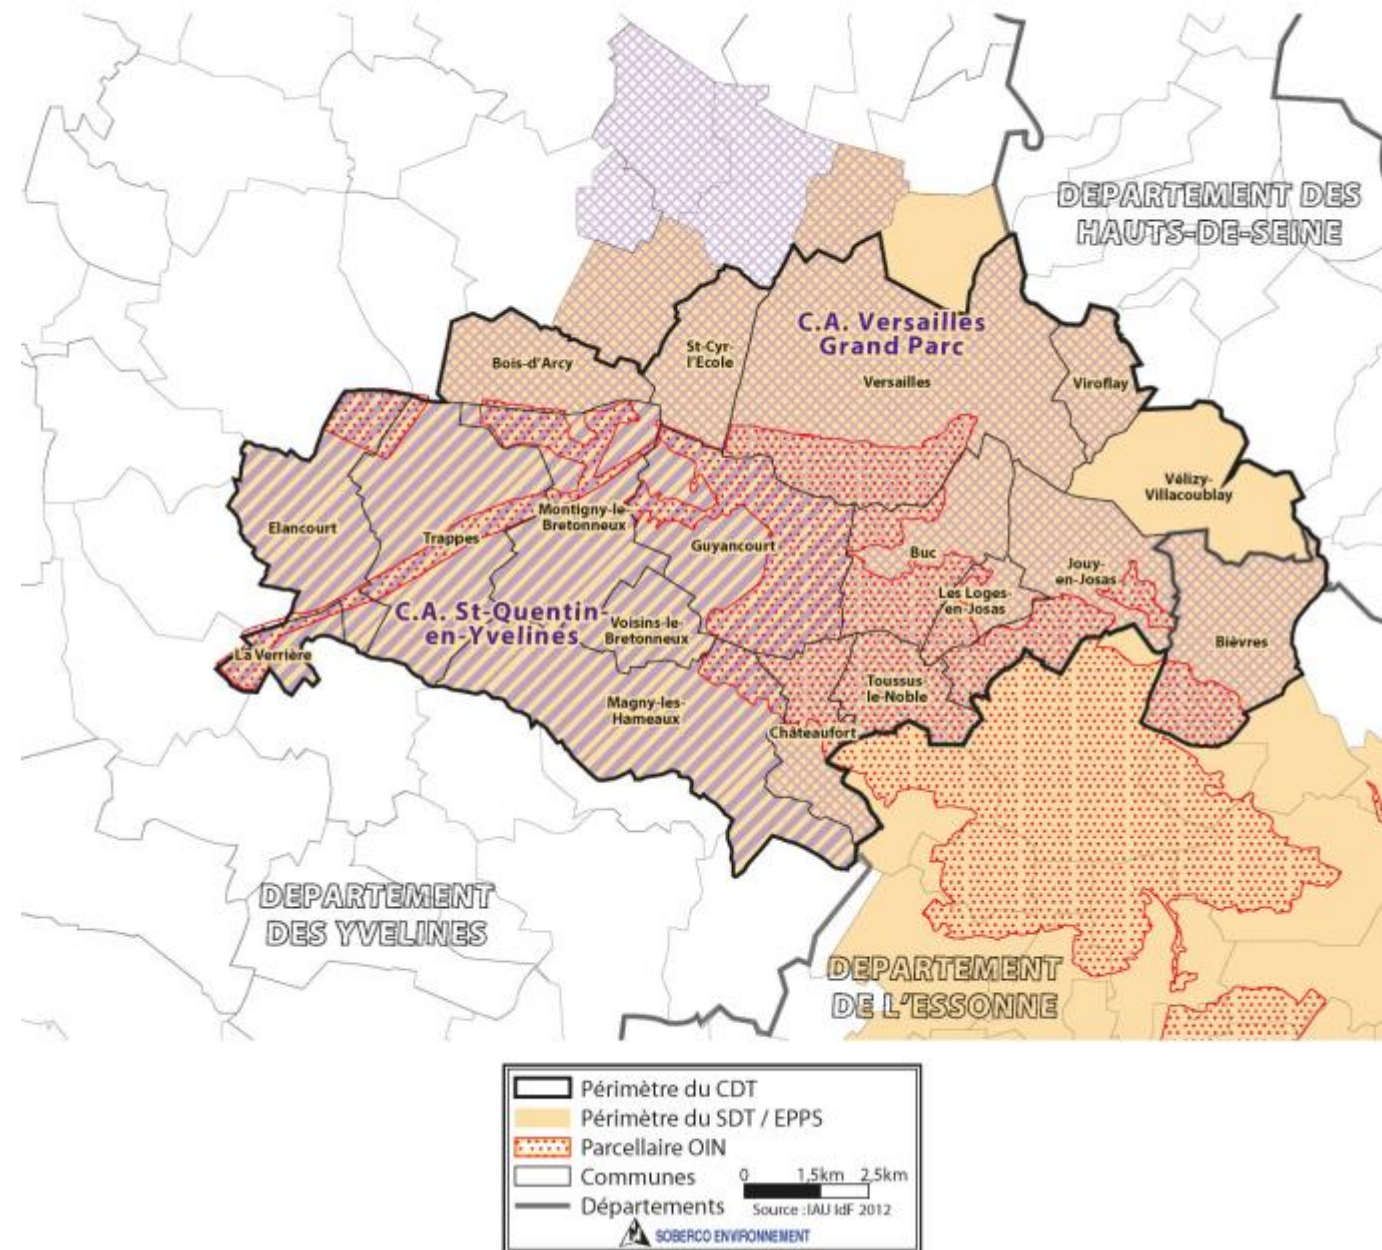 DEPARTEMENT DES
HAUTS-DE-SEINE
C.A. Versailles
Grand Parc
St-Cyr-
l'Ecole
Bois-d'Arcy
Versailles
Viroflay
Vélizy-
Villacoublay
Elancourt
Trappes
Montigny-le-
Bretonneux
Guyancourt
Buc
Jouy-
en-Josas
Les Loges-
en-Josas
C.A. St-Quentin-
en-Yvelines
Voisins-le-
Bretonneux
Bièvres
La Verrière
Toussus-
le-Noble
Magny-les-
Hameaux
Châteaufort
DEPARTEMENT
DES YVELINES
DEPARTEMENT
DE L'ESSONNE
Périmètre du CDT
Périmètre du SDT / EPPS
Parcellaire OIN
Communes
0 1,5km 2,5km
Départements
Source : IAU IdF 2012
SOBERCO ENVIRONNEMENT